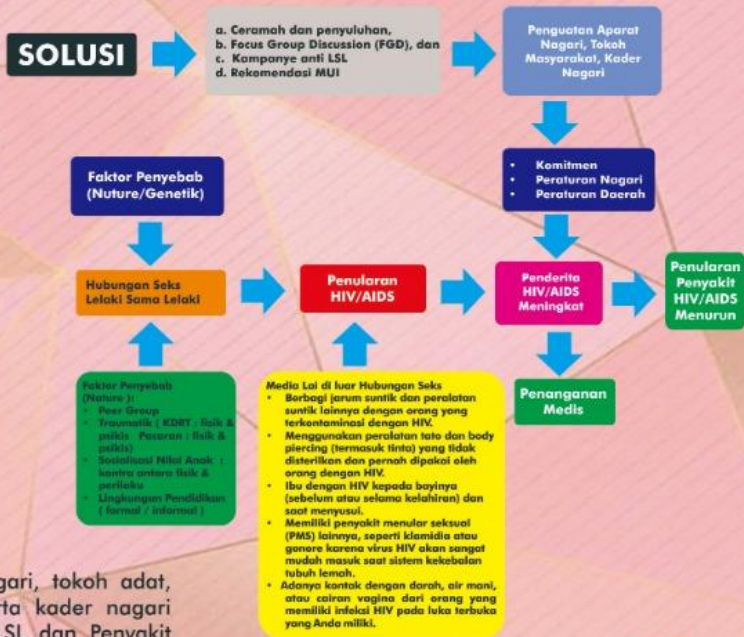 SOLUSI
a. Ceramah dan penyuluhan,
b. Focus Group Discussion (FGD), dan
c. Kampanye anti LSL
d. Rekomendasi MUI
Penguatan Aparat
Nagari, Tokoh
Masyarakat, Kader
Nagari
• Komitmen
• Peraturan Nagari
• Peraturan Daerah
Faktor Penyebab
(Nuture/Genetik)
Hubungan Seks
Lelaki Sama Lelaki
Penularan
HIV/AIDS
Penderita
HIV/AIDS
Meningkat
Penularan
Penyakit
HIV/AIDS
Menurun
Penanganan
Medis
Faktor Penyebab
(Nature ):
• Peer Group
• Traumatik ( KDRT : fisik &
psikis Pacaran : fisik &
psikis)
• Sosialisasi Nilai Anak :
kontra antara fisik &
perilaku
• Lingkungan Pendidikan
( formal / informal )
Media Lai di luar Hubungan Seks
• Berbagi jarum suntik dan peralatan
suntik lainnya dengan orang yang
terkontaminasi dengan HIV.
• Menggunakan peralatan tato dan body
piercing (termasuk tinta) yang tidak
disterilkan dan pernah dipakai oleh
orang dengan HIV.
• Ibu dengan HIV kepada bayinya
(sebelum atau selama kelahiran) dan
saat menyusui.
• Memiliki penyakit menular seksual
(PMS) lainnya, seperti klamidia atau
gonore karena virus HIV akan sangat
mudah masuk saat sistem kekebalan
tubuh lemah.
• Adanya kontak dengan darah, air mani,
atau cairan vagina dari orang yang
memiliki infeksi HIV pada luka terbuka
yang Anda miliki.
gari, tokoh adat,
rta kader nagari
SL dan Penyakit